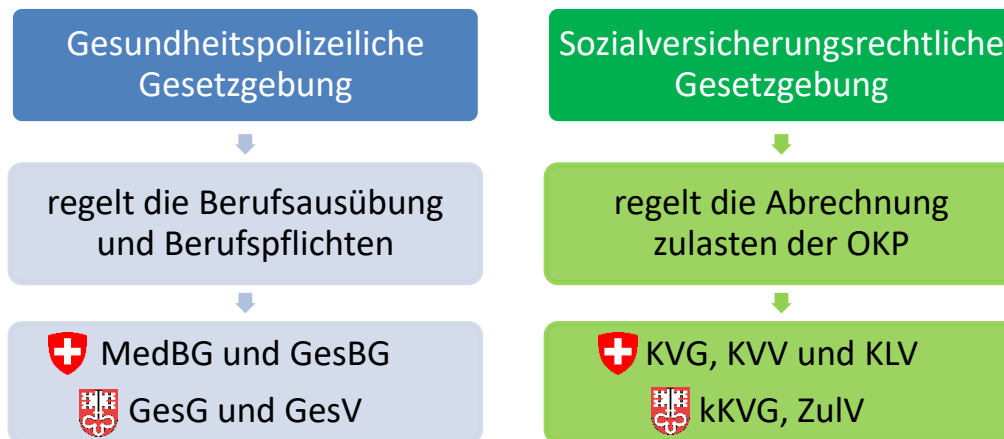 Gesundheitspolizeiliche
Gesetzgebung
regelt die Berufsausübung
und Berufspflichten
MedBG und GesBG
GesG und GesV
Sozialversicherungsrechtliche
Gesetzgebung
regelt die Abrechnung
zulasten der OKP
KVG, KVV und KLV
kKVG, ZulV